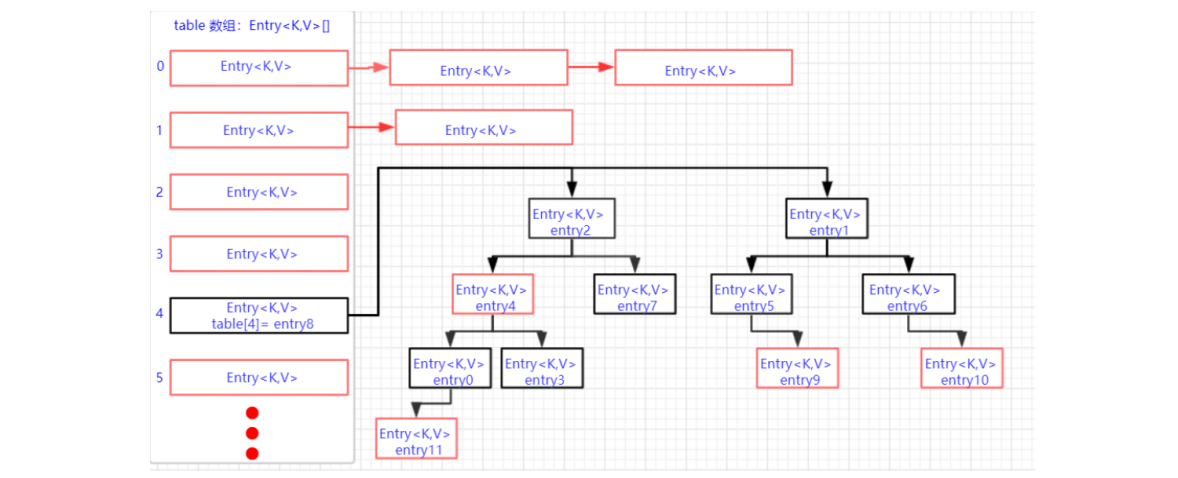 table 数组：Entry<K,V>[]
0
Entry<K,V>
Entry<K,V>
Entry<K,V>
1
Entry<K,V>
Entry<K,V>
2
Entry<K,V>
3
Entry<K,V>
4
Entry<K,V>
table[4]= entry8
5
Entry<K,V>
Entry<K,V>
entry2
Entry<K,V>
entry1
Entry<K,V>
entry4
Entry<K,V>
entry7
Entry<K,V>
entry5
Entry<K,V>
entry6
Entry<K,V>
entry0
Entry<K,V>
entry3
Entry<K,V>
entry9
Entry<K,V>
entry10
Entry<K,V>
entry11